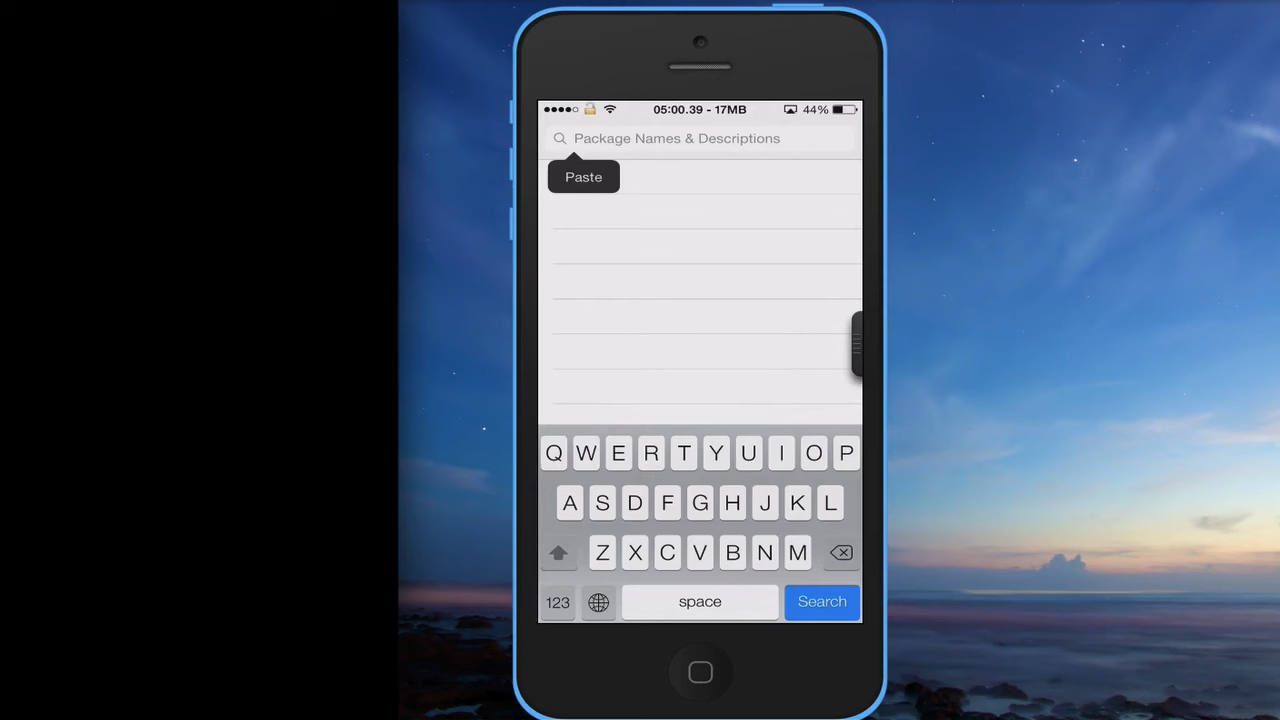 05:00.39 - 17MB 44%
Package Names & Descriptions
Paste
Q W E R T Y U I O P
A S D F G H J K L
Z X C V B N M
123 space Search